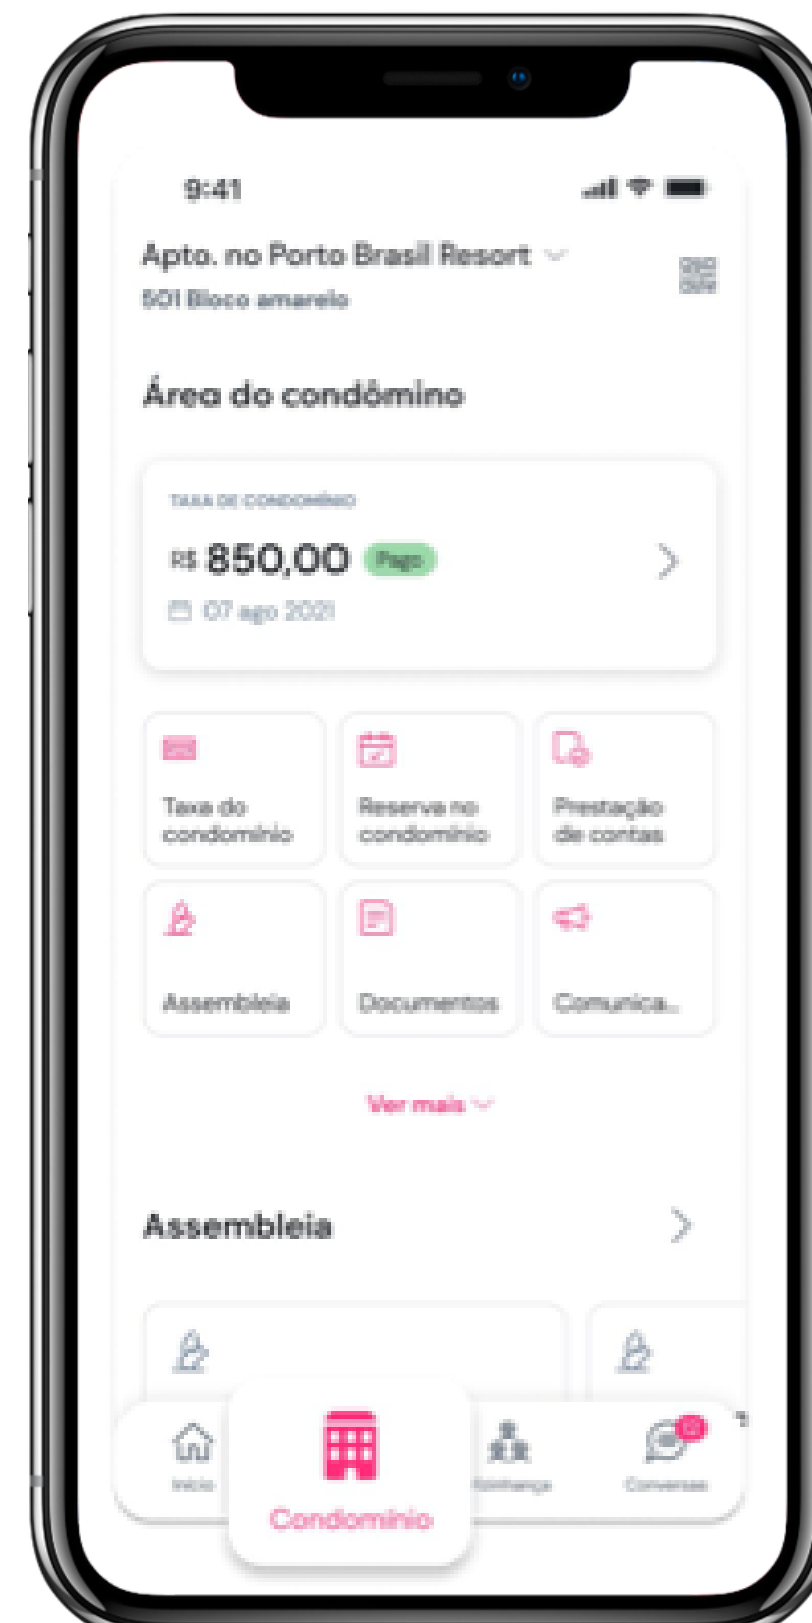 9:41
Apto. no Porto Brasil Resort
501 Bloco amarelo
Área do condômino
TAXA DE CONDOMÍNIO
R$ 850,00 Pago
07 ago 2021
Taxa do
condomínio
Reserva no
condomínio
Prestação
de contas
Assembleia
Documentos
Comunica...
Ver mais
Assembleia
Início
Condomínio
Conversas